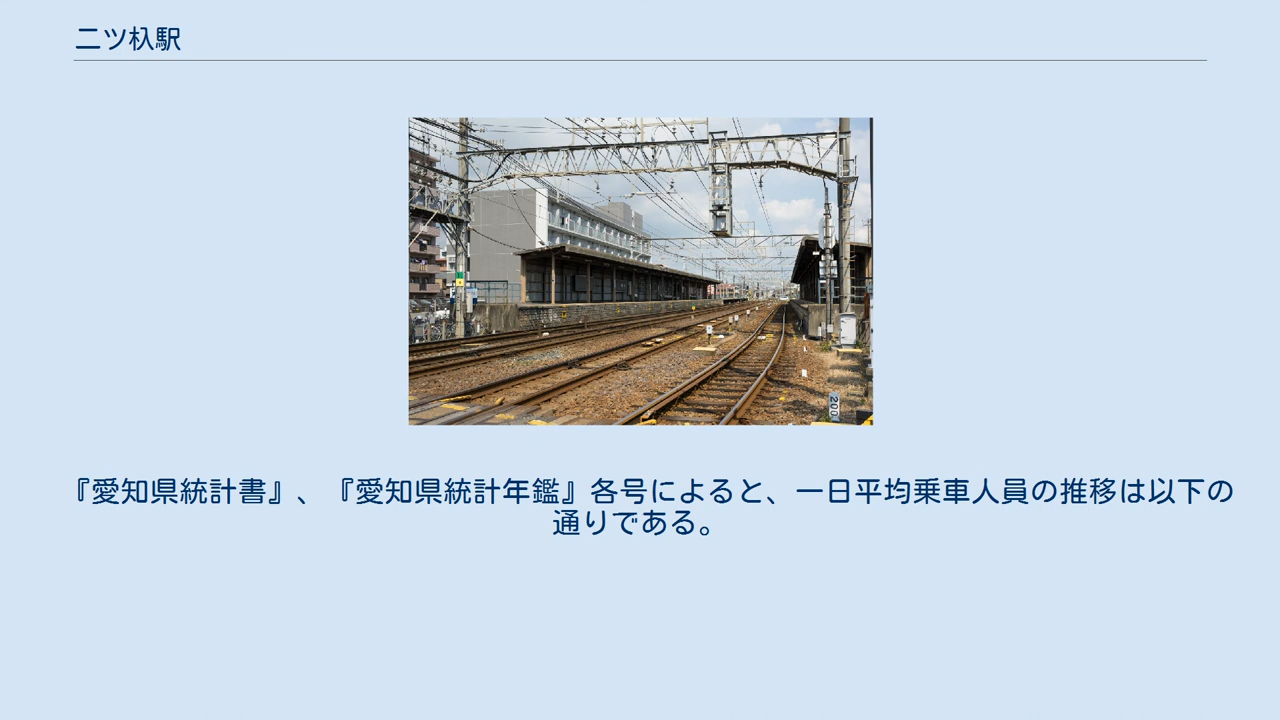 二ツ杁駅
200
『愛知県統計書』、『愛知県統計年鑑』各号によると、一日平均乗車人員の推移は以下の
通りである。